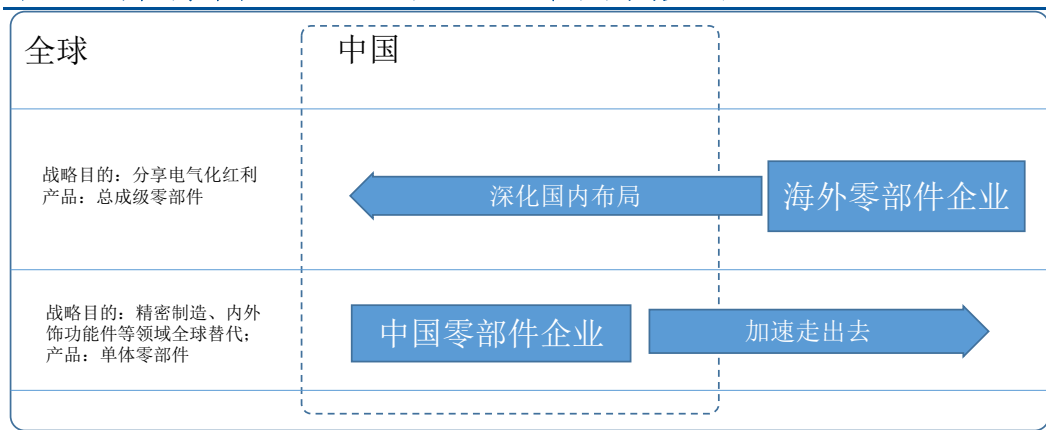 全球
中国
战略目的：分享电气化红利
产品：总成级零部件
深化国内布局
海外零部件企业
战略目的：精密制造、内外
饰功能件等领域全球替代；
产品：单体零部件
中国零部件企业
加速走出去